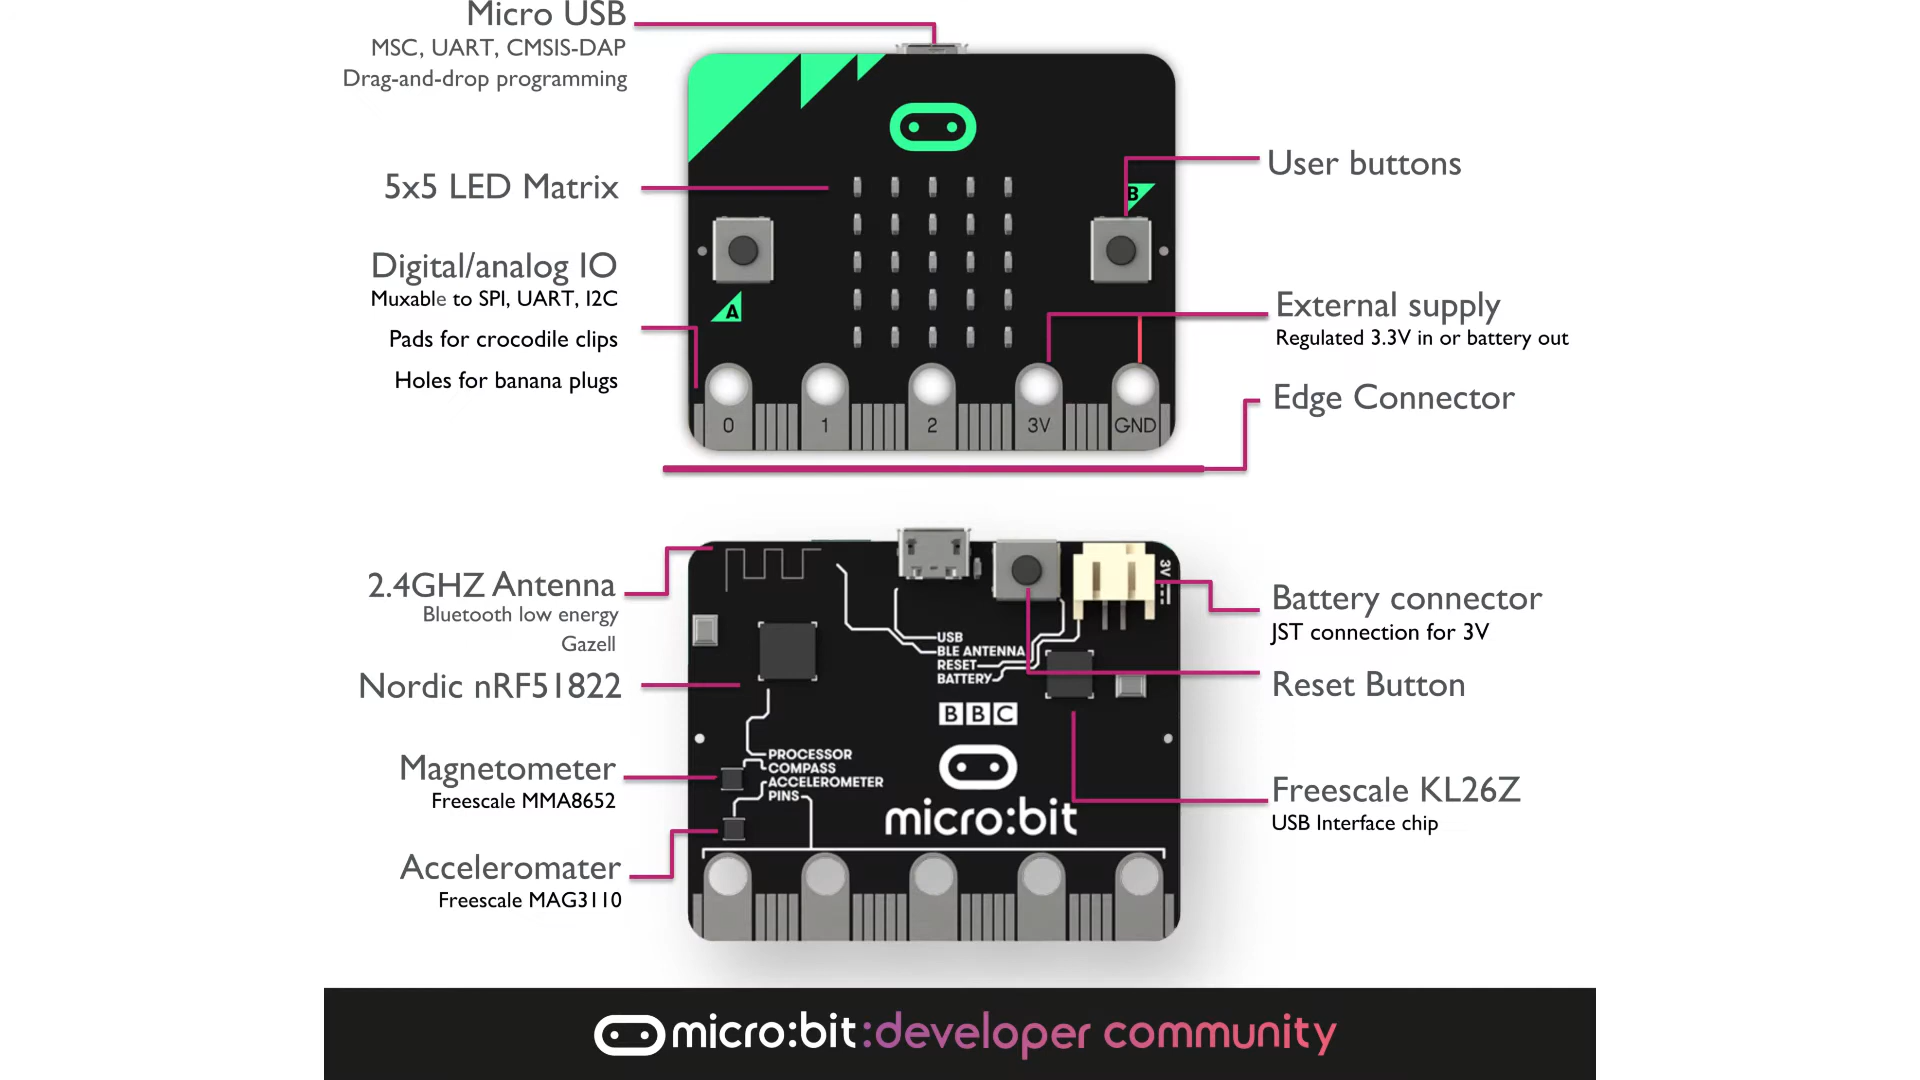 Micro USB
MSC, UART, CMSIS-DAP
Drag-and-drop programming
5x5 LED Matrix
Digital/analog IO
Muxable to SPI, UART, I2C
Pads for crocodile clips
Holes for banana plugs
B
A
0 1 2 3V GND
User buttons
External supply
Regulated 3.3V in or battery out
Edge Connector
2.4GHZ Antenna
Bluetooth low energy
Gazell
Nordic nRF51822
Magnetometer
Freescale MMA8652
Acceleromater
Freescale MAG3110
3V
USB
BLE ANTENNA
RESET
BATTERY
BBC
PROCESSOR
COMPASS
ACCELEROMETER
PINS
micro:bit
Battery connector
JST connection for 3V
Reset Button
Freescale KL26Z
USB Interface chip
micro:bit:developer community